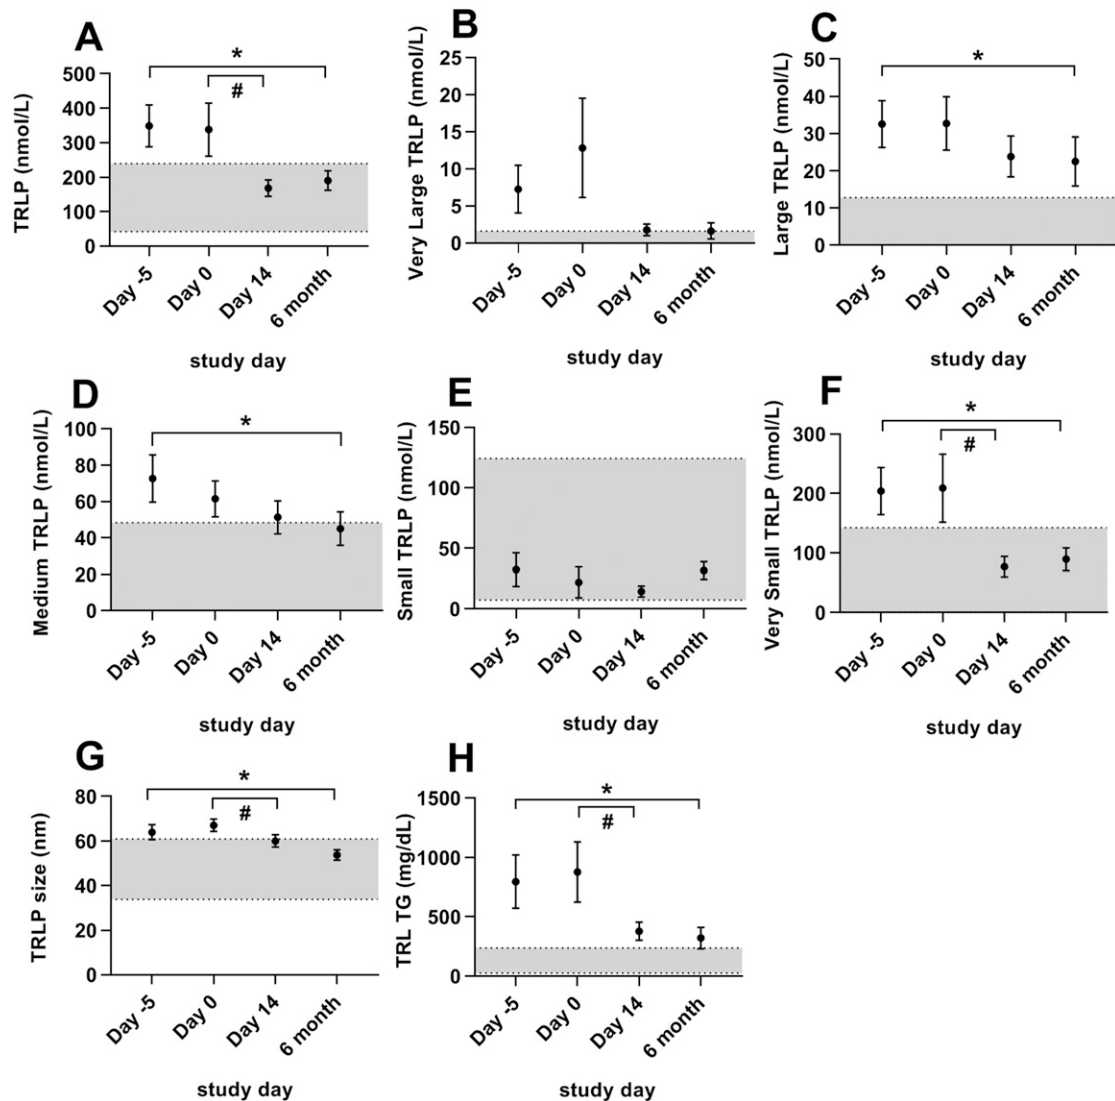 A
TRLP (nmol/L)
500
400
300
200
100
0
*
#
Day -5
Day 0
Day 14
6 month
study day
B
Very Large TRLP (nmol/L)
25
20
15
10
5
0
Day -5
Day 0
Day 14
6 month
study day
C
Large TRLP (nmol/L)
50
40
30
20
10
0
*
Day -5
Day 0
Day 14
6 month
study day
D
Medium TRLP (nmol/L)
100
80
60
40
20
0
*
Day -5
Day 0
Day 14
6 month
study day
E
Small TRLP (nmol/L)
150
100
50
0
Day -5
Day 0
Day 14
6 month
study day
F
Very Small TRLP (nmol/L)
300
200
100
0
*
#
Day -5
Day 0
Day 14
6 month
study day
G
TRLP size (nm)
80
60
40
20
0
*
#
Day -5
Day 0
Day 14
6 month
study day
H
TRL TG (mg/dL)
1500
1000
500
0
*
#
Day -5
Day 0
Day 14
6 month
study day